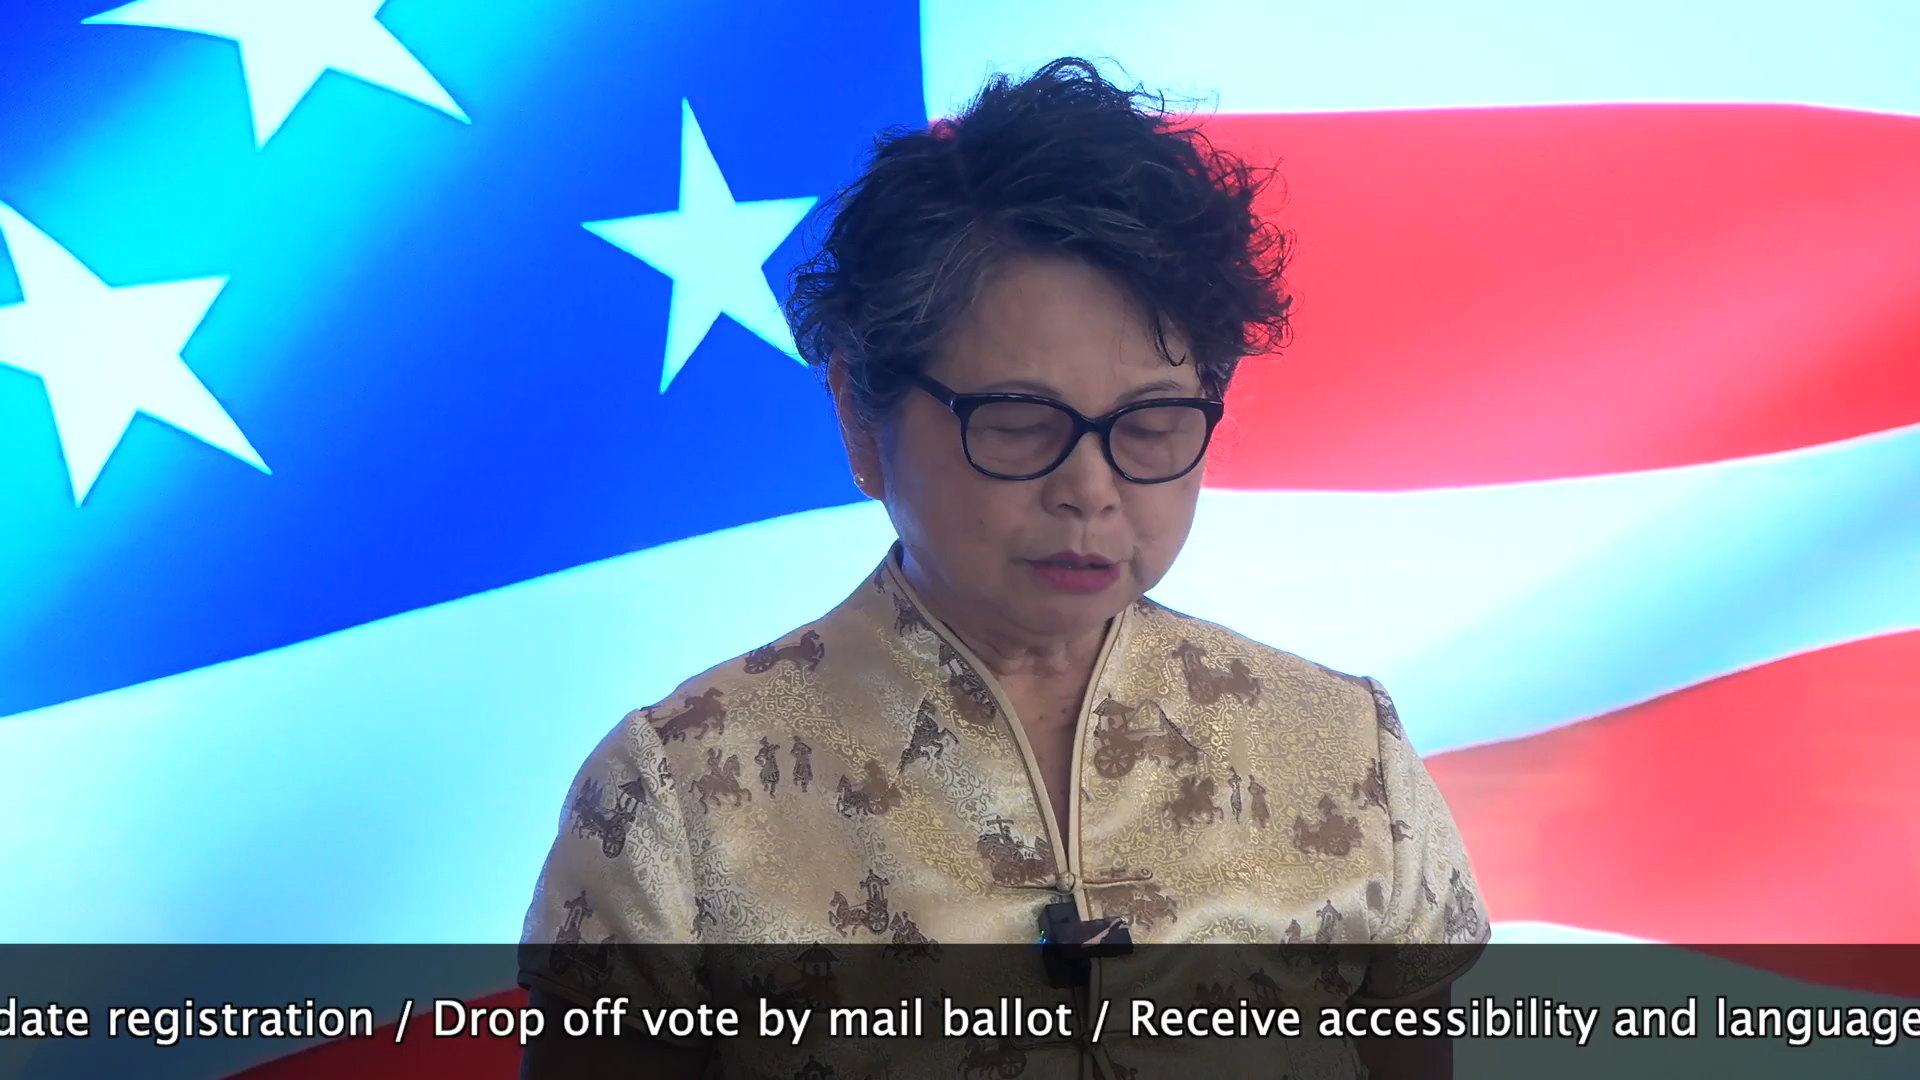 date registration / Drop off vote by mail ballot / Receive accessibility and language